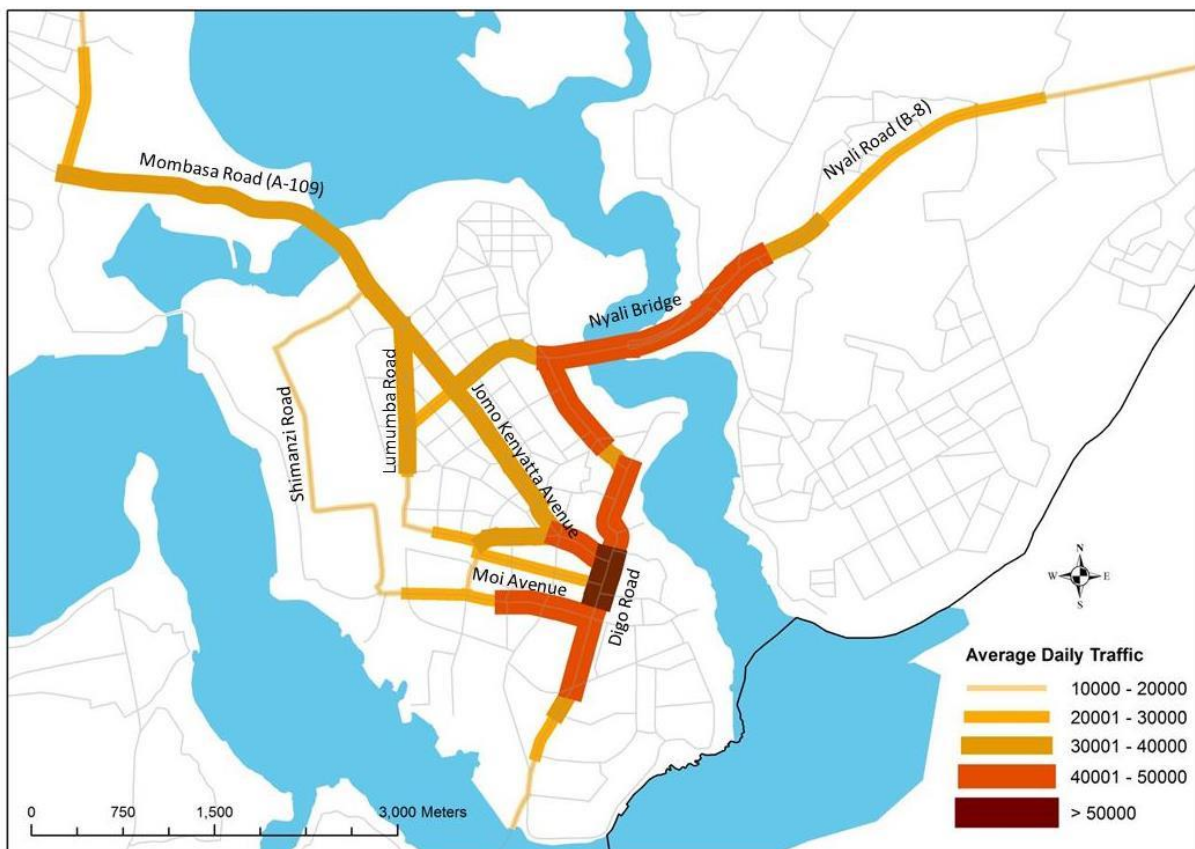 Mombasa Road (A-109)
Nyali Road (B-8)
Nyali Bridge
Lumumba Road
Jomo Kenyatta Avenue
Shimanzi Road
Moi Avenue
Digo Road
N
W E
S
Average Daily Traffic
10000 - 20000
20001 - 30000
30001 - 40000
40001 - 50000
> 50000
0 750 1,500 3,000 Meters